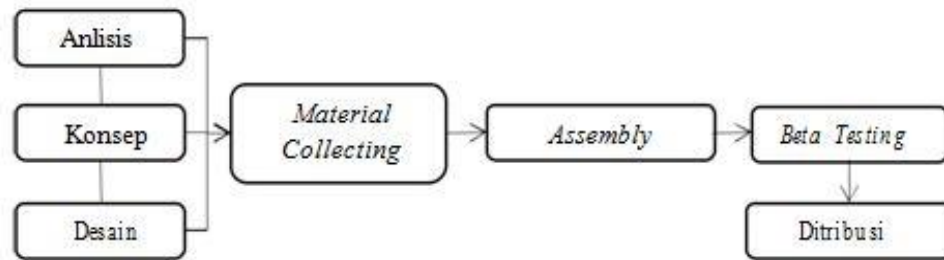 Anlisis
Konsep
Desain
Material
Collecting
Assembly
Beta Testing
Ditribusi